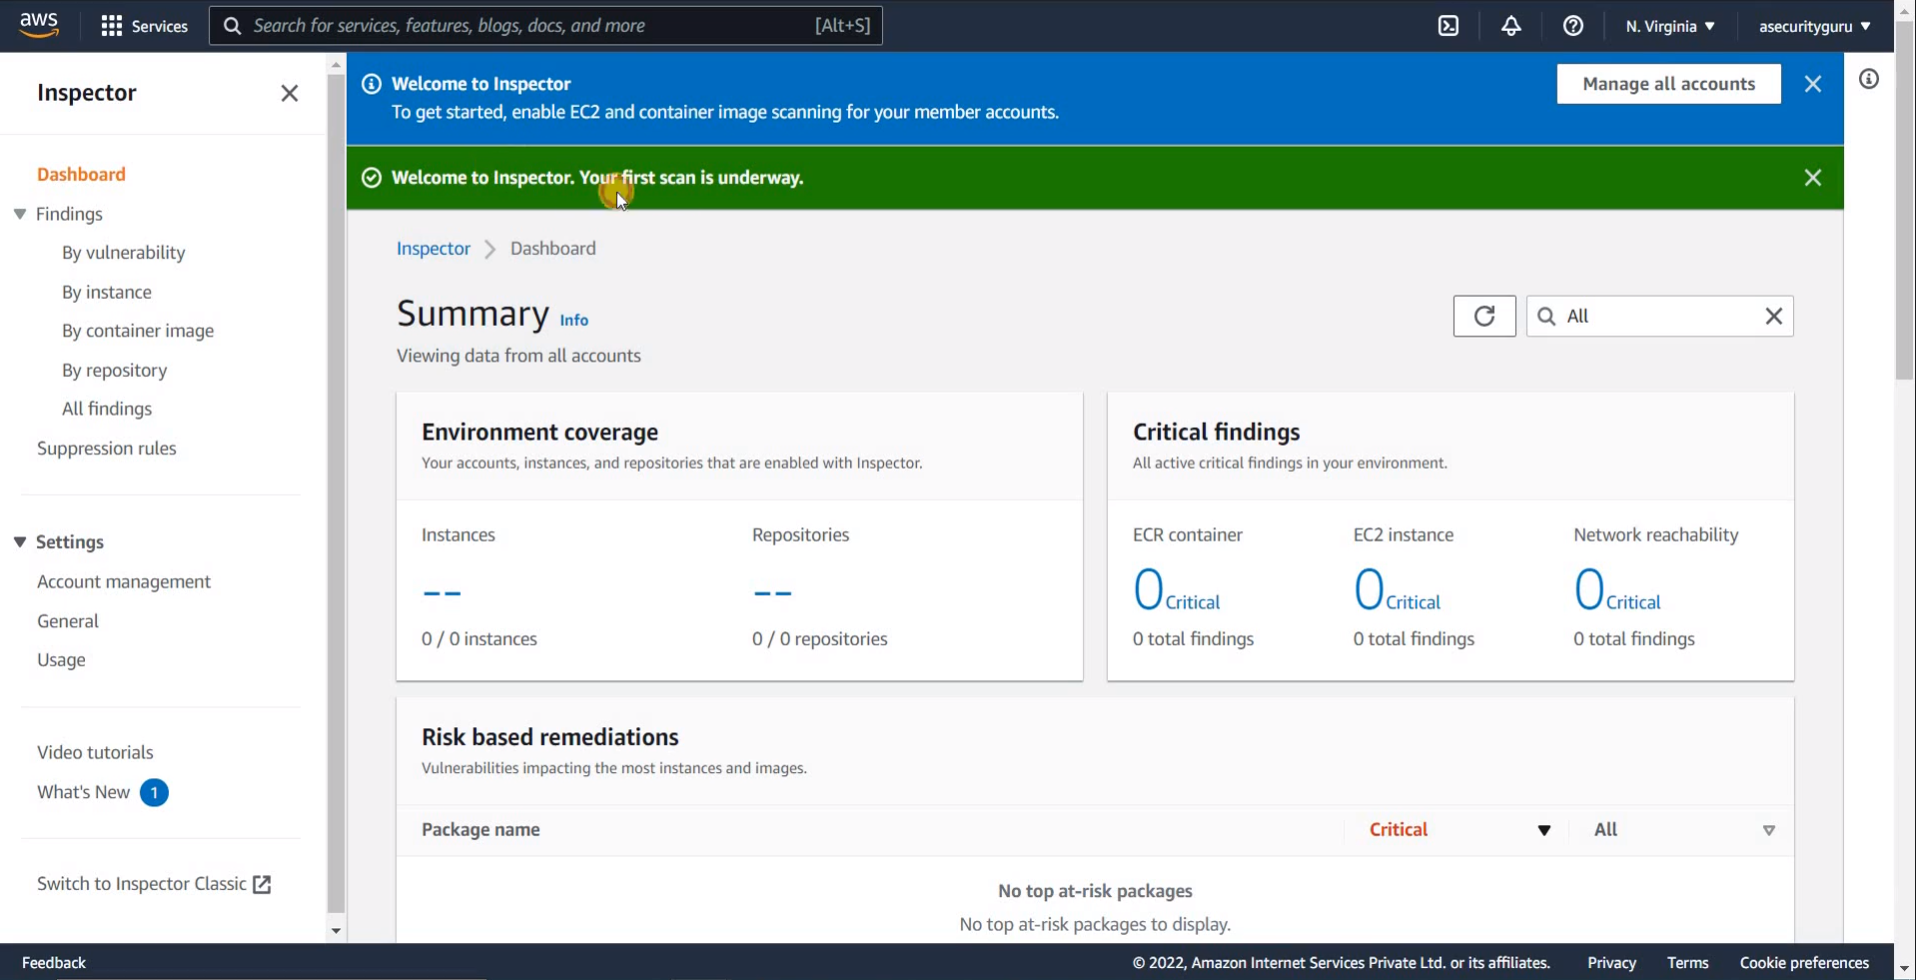 aws
Services
Search for services, features, blogs, docs, and more
[Alt+S]
N. Virginia
asecurityguru
Inspector
Dashboard
Findings
By vulnerability
By instance
By container image
By repository
All findings
Suppression rules
Settings
Account management
General
Usage
Video tutorials
What's New 1
Switch to Inspector Classic
Welcome to Inspector
To get started, enable EC2 and container image scanning for your member accounts.
Manage all accounts
Welcome to Inspector. Your first scan is underway.
Inspector
Dashboard
Summary Info
Viewing data from all accounts
All
Environment coverage
Your accounts, instances, and repositories that are enabled with Inspector.
Instances
--
0 / 0 instances
Repositories
--
0 / 0 repositories
Critical findings
All active critical findings in your environment.
ECR container
0 Critical
0 total findings
EC2 instance
0 Critical
0 total findings
Network reachability
0 Critical
0 total findings
Risk based remediations
Vulnerabilities impacting the most instances and images.
Package name
Critical
All
No top at-risk packages
No top at-risk packages to display.
Feedback
© 2022, Amazon Internet Services Private Ltd. or its affiliates.
Privacy
Terms
Cookie preferences